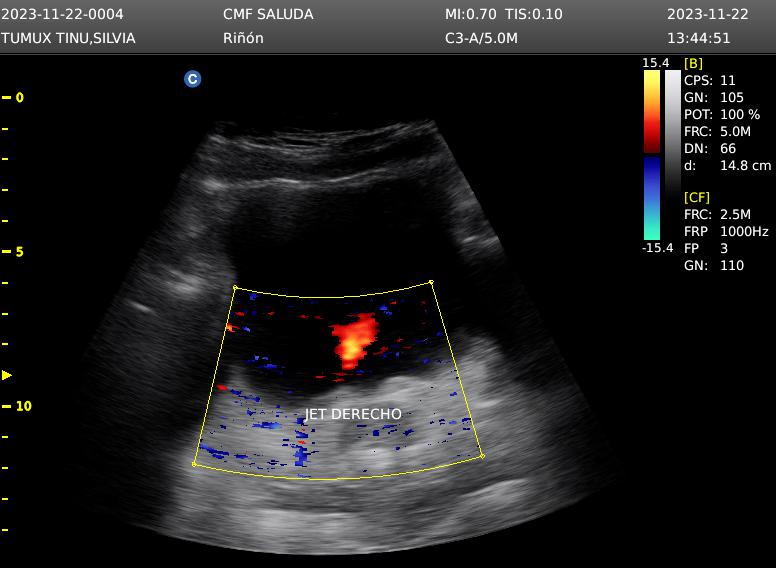 2023-11-22-0004 CMF SALUDA MI:0.70 TIS:0.10 2023-11-22
TUMUX TINU,SILVIA Riñón C3-A/5.0M 13:44:51
C
15.4 [B]
CPS: 11
GN: 105
POT: 100 %
FRC: 5.0M
DN: 66
d: 14.8 cm
[CF]
FRC: 2.5M
FRP 1000Hz
-15.4 FP 3
GN: 110
0
5
10
JET DERECHO